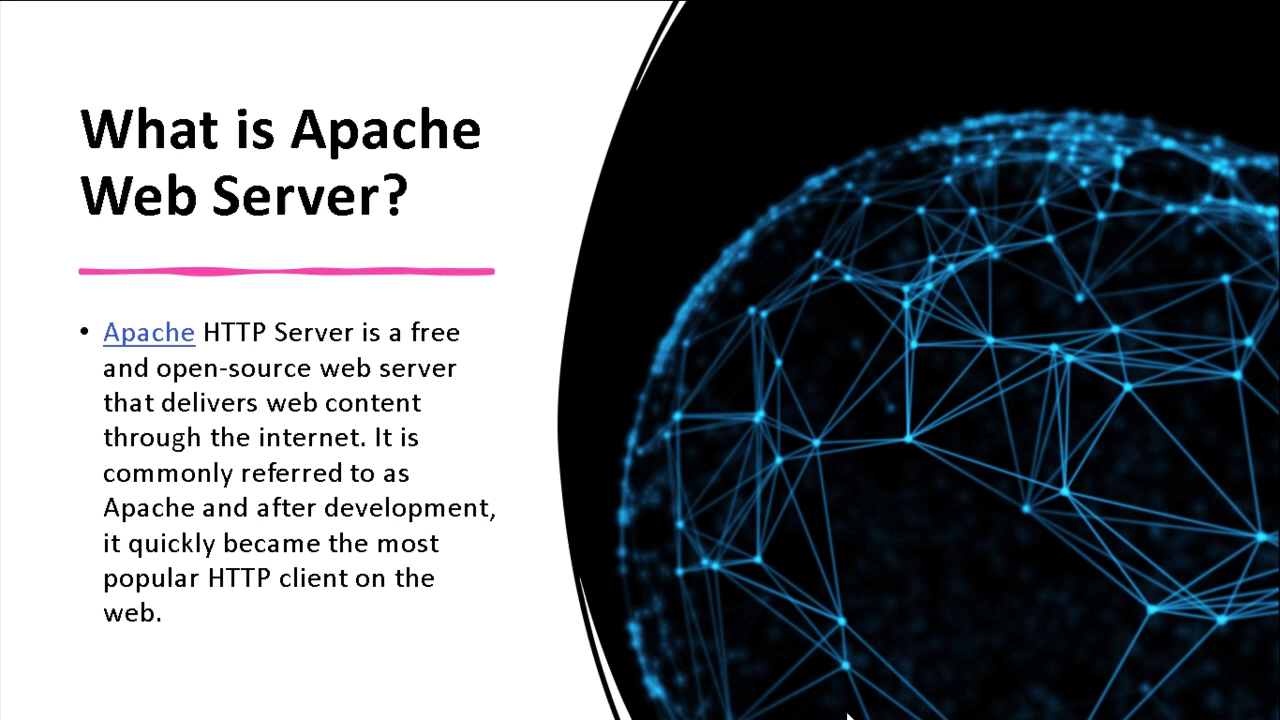 What is Apache
Web Server?
• Apache HTTP Server is a free
and open-source web server
that delivers web content
through the internet. It is
commonly referred to as
Apache and after development,
it quickly became the most
popular HTTP client on the
web.